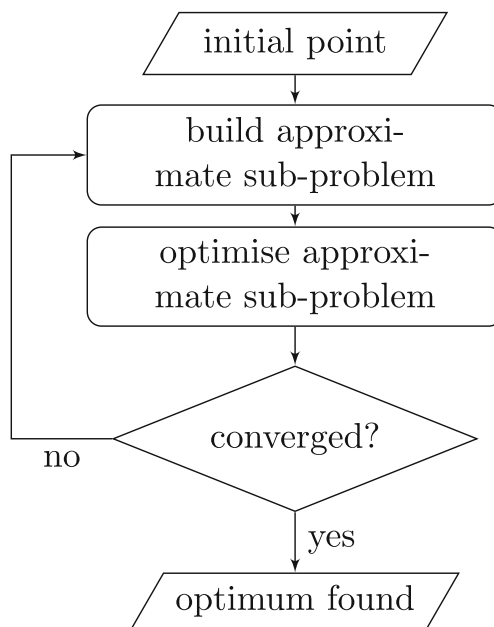 initial point
build approxi-
mate sub-problem
optimise approxi-
mate sub-problem
converged?
no
yes
optimum found